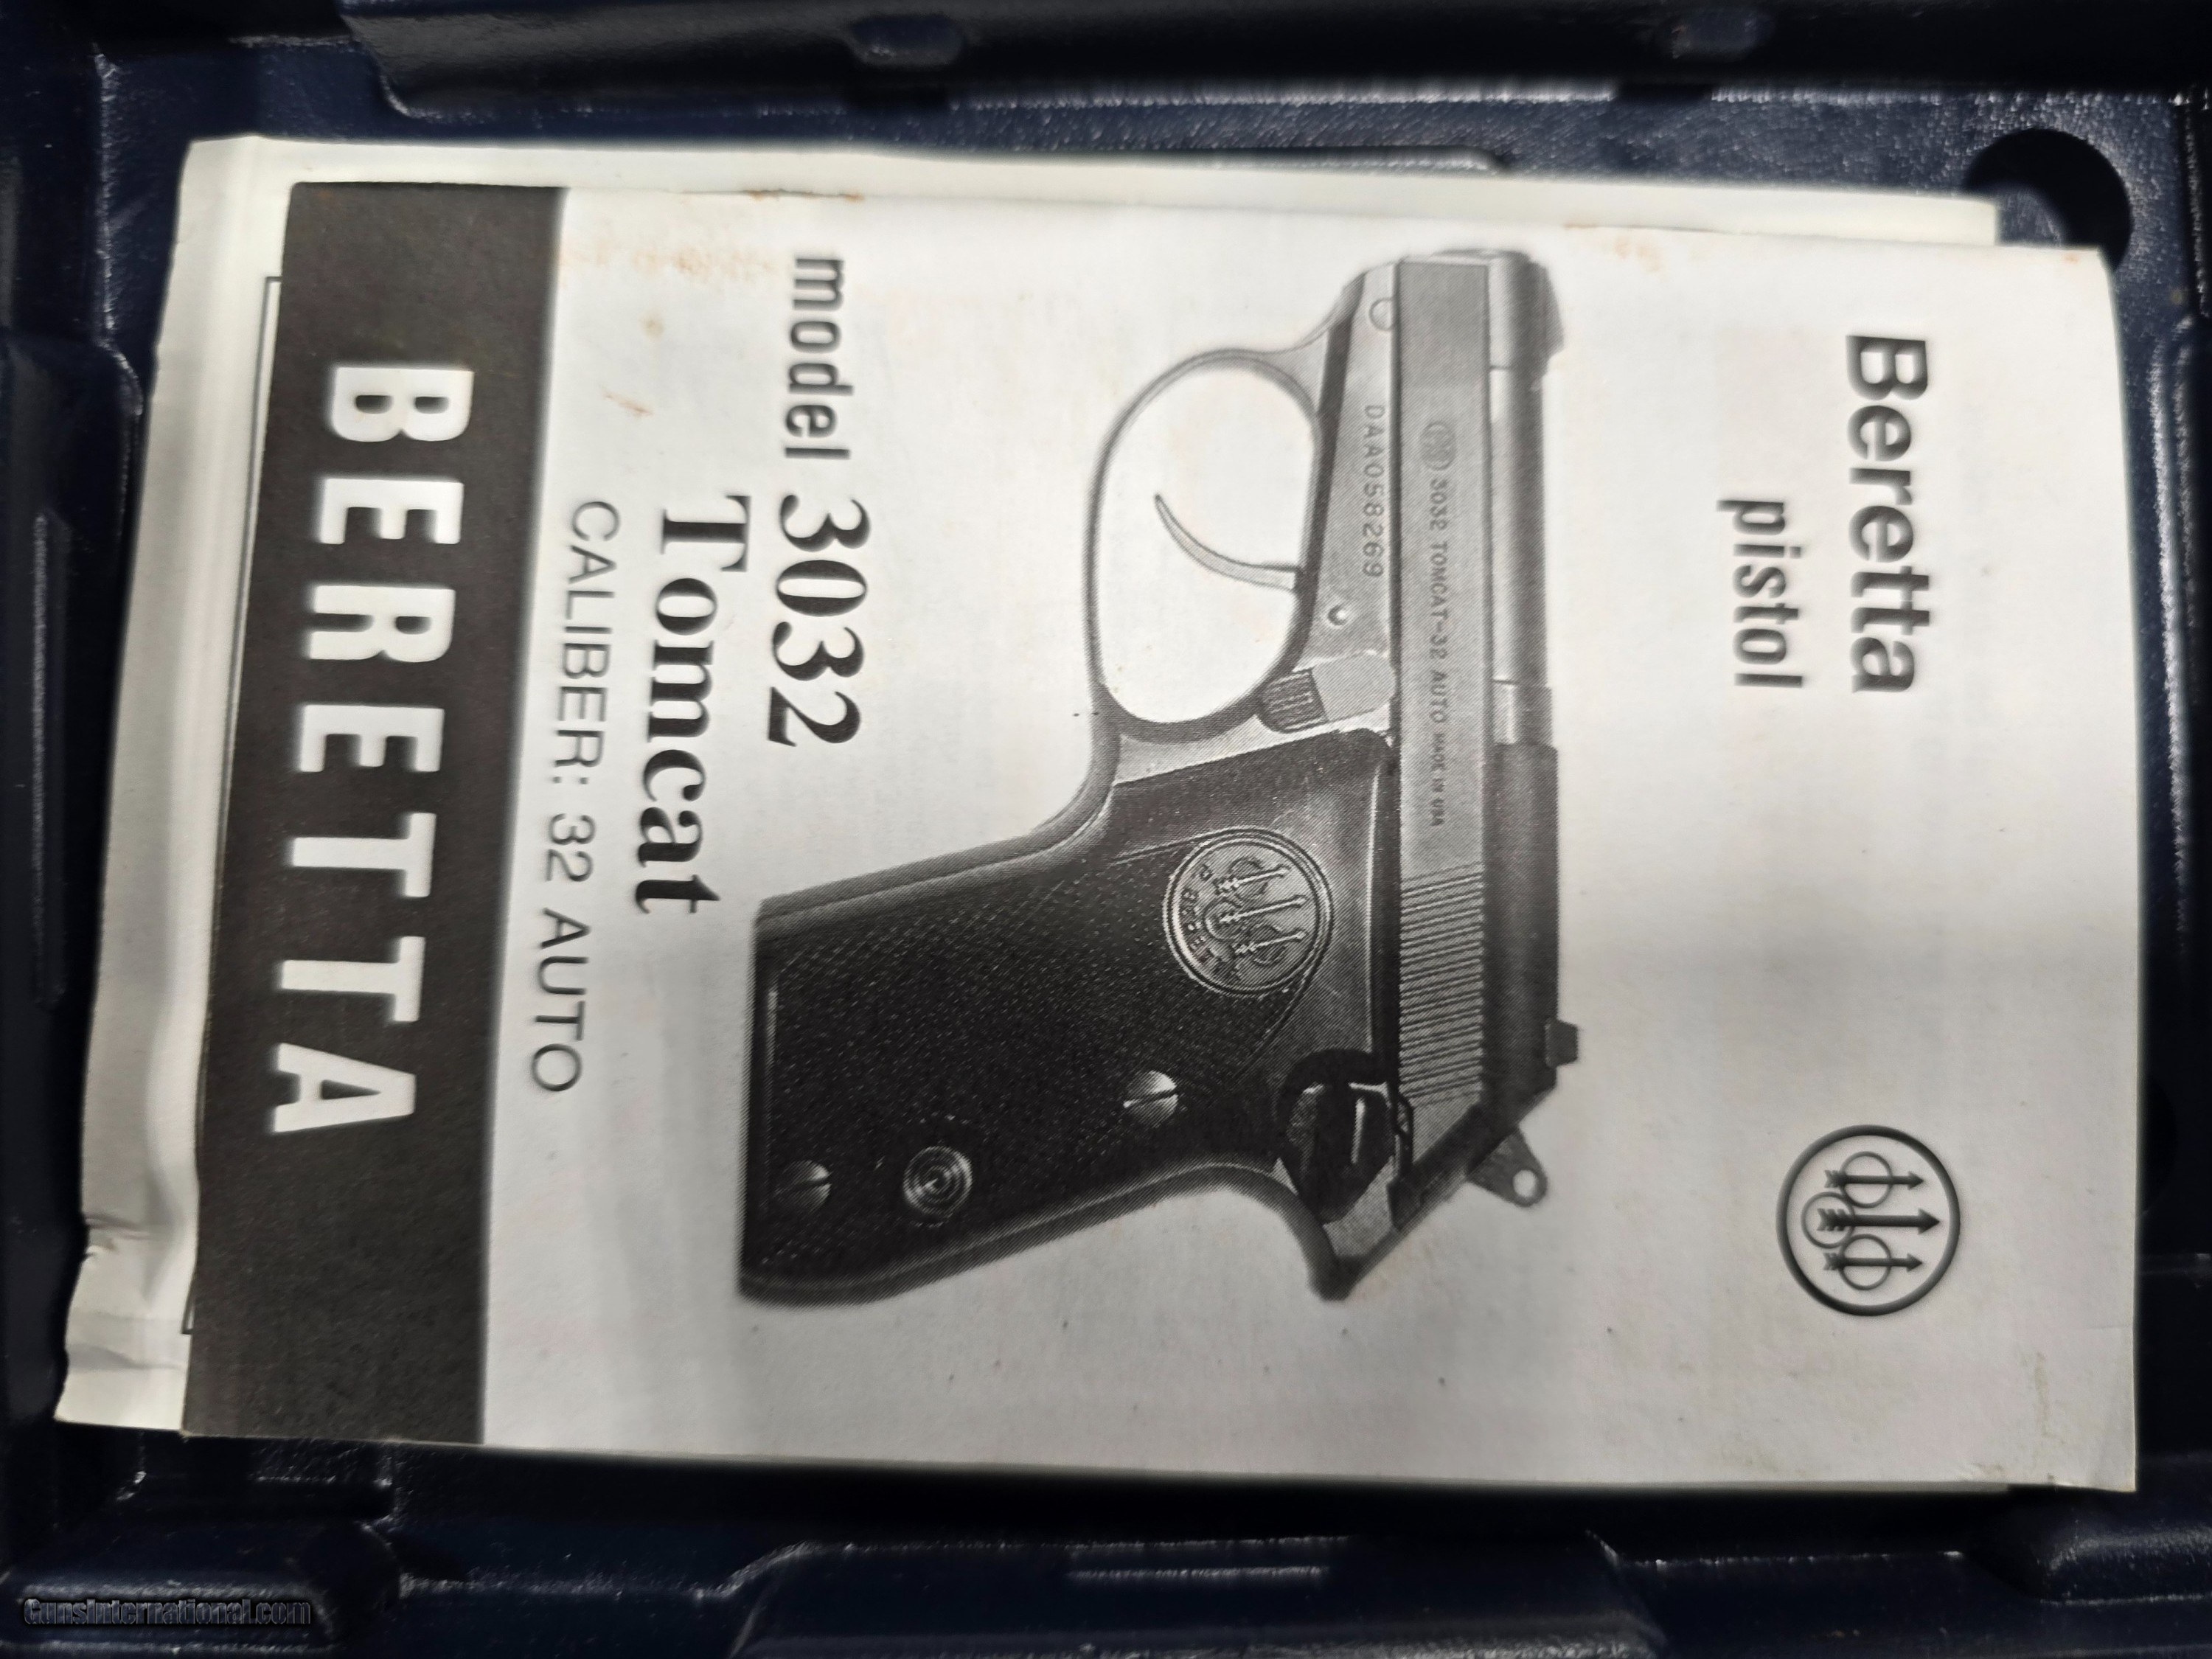 Beretta
pistol
3032 TOMCAT-32 AUTO MADE IN USA
DAA058269
P. BERETTA
model 3032
Tomcat
CALIBER: 32 AUTO
BERETTA
GunsInternational.com